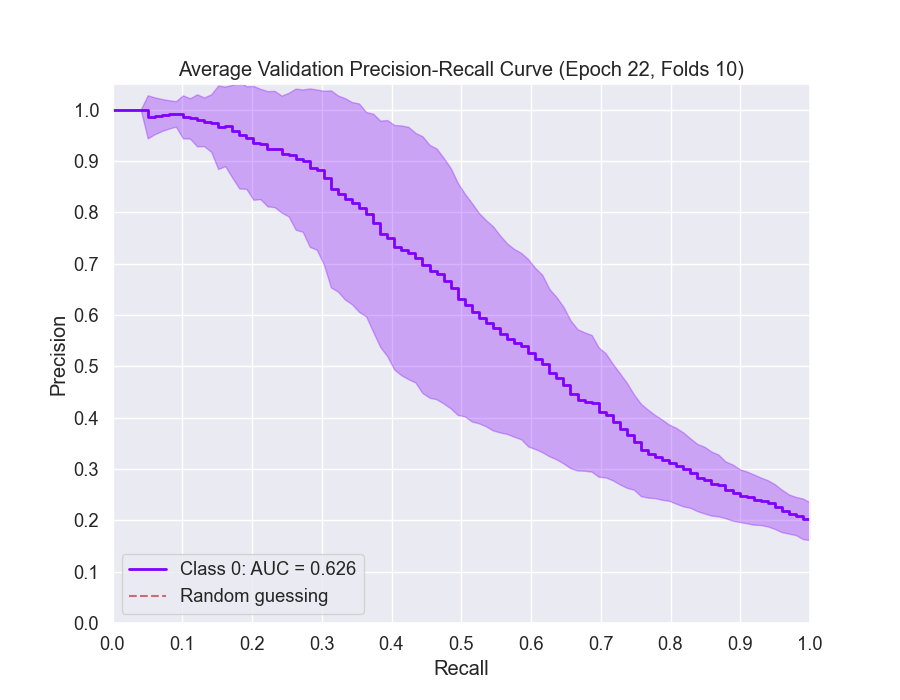 Average Validation Precision-Recall Curve (Epoch 22, Folds 10)
1.0
0.9
0.8
0.7
0.6
0.5
0.4
0.3
0.2
0.1
0.0
Precision
Class 0: AUC = 0.626
Random guessing
0.0 0.1 0.2 0.3 0.4 0.5 0.6 0.7 0.8 0.9 1.0
Recall